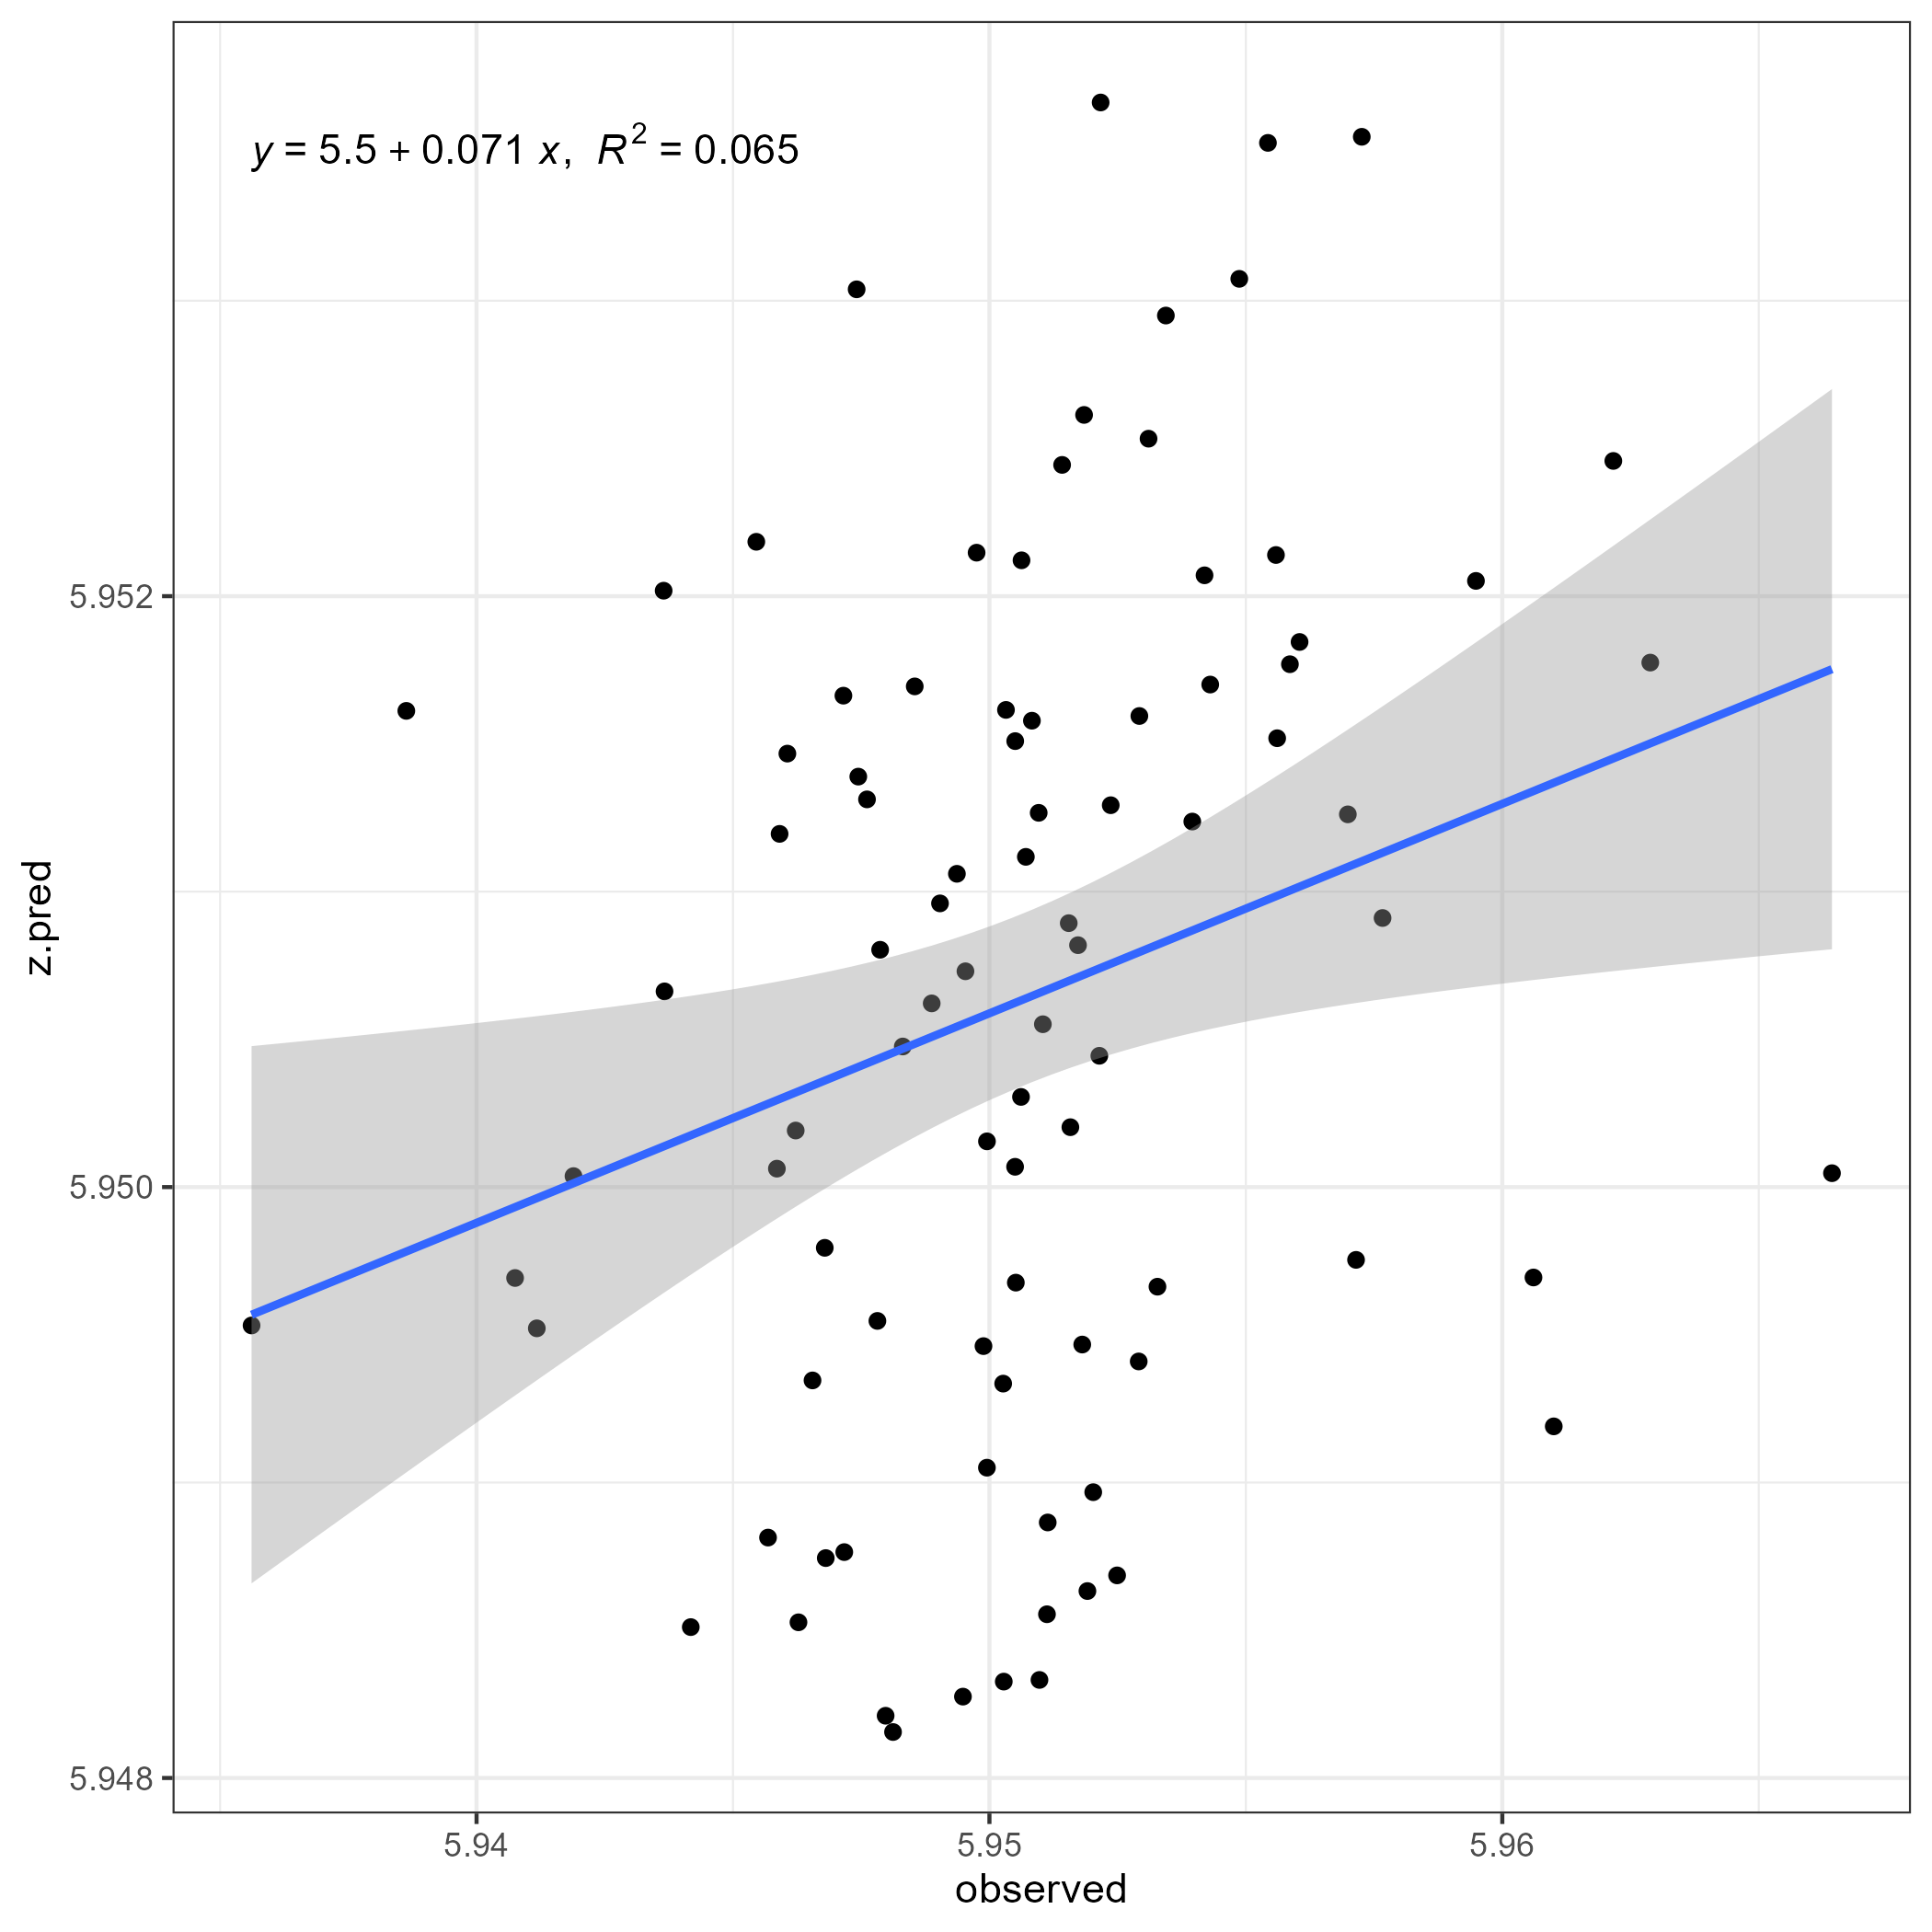 y = 5.5 + 0.071 x, R² = 0.065
z.pred
5.952
5.950
5.948
5.94 5.95 5.96
observed